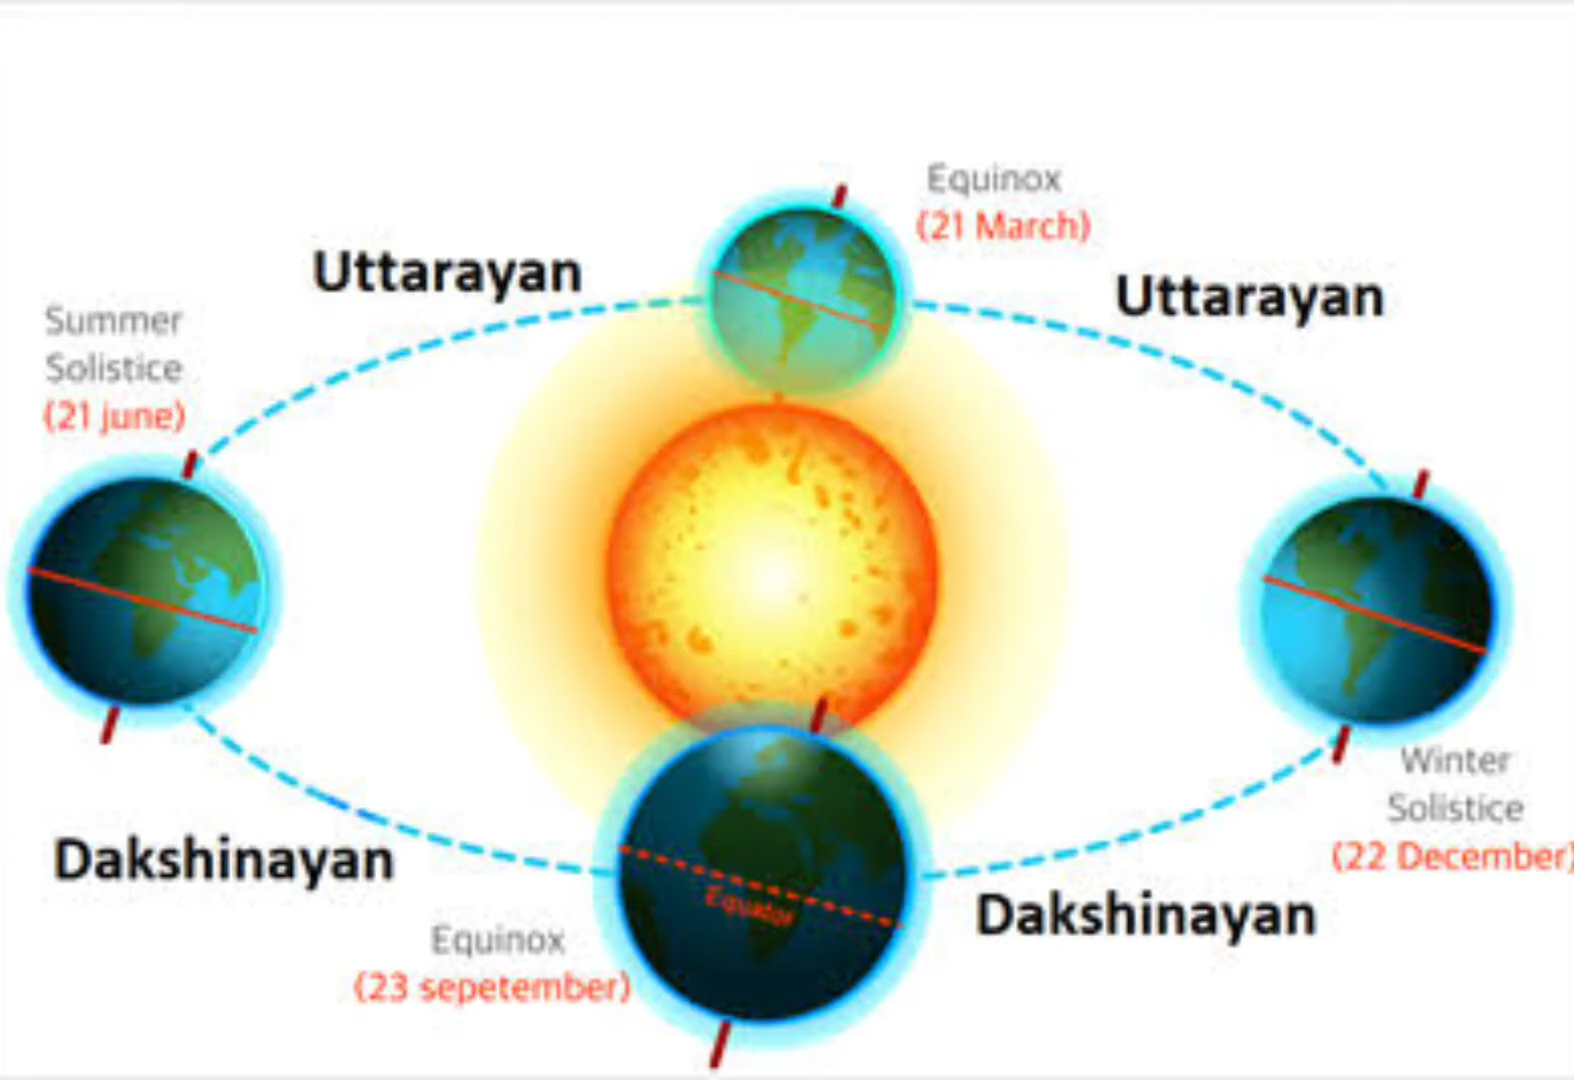 Equinox
(21 March)
Uttarayan
Uttarayan
Summer
Solistice
(21 june)
Winter
Solistice
(22 December)
Dakshinayan
Equator
Dakshinayan
Equinox
(23 sepetember)